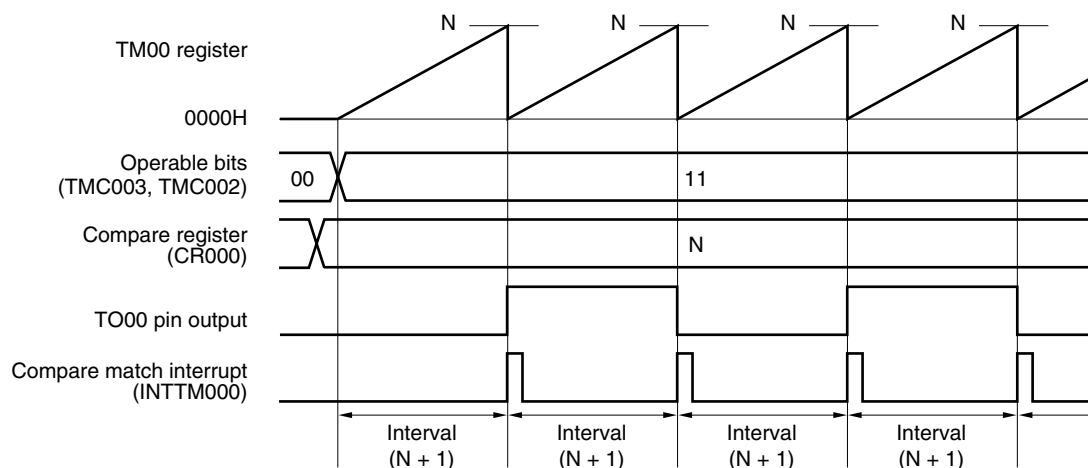 N N N N
TM00 register
0000H
Operable bits
(TMC003, TMC002)
00 11
Compare register
(CR000)
N
TO00 pin output
Compare match interrupt
(INTTM000)
Interval
(N + 1)
Interval
(N + 1)
Interval
(N + 1)
Interval
(N + 1)